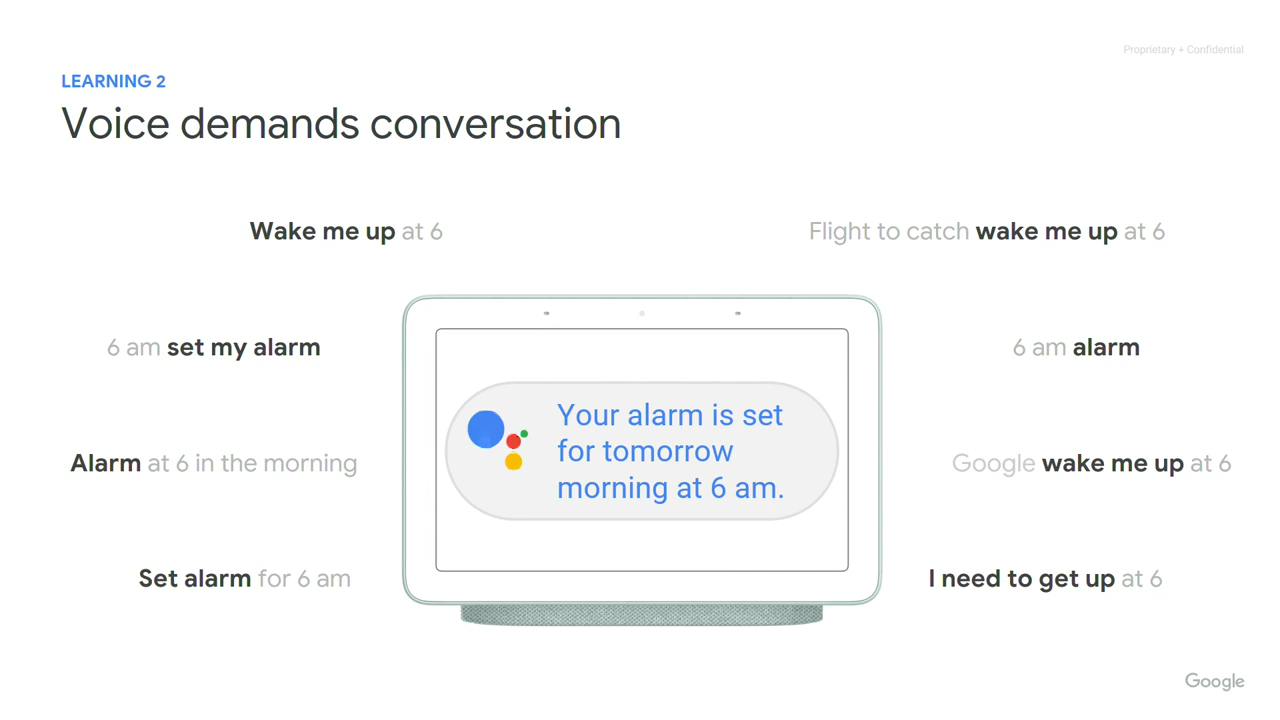 Proprietary + Confidential
LEARNING 2
Voice demands conversation
Wake me up at 6
Flight to catch wake me up at 6
6 am set my alarm
6 am alarm
Your alarm is set
for tomorrow
morning at 6 am.
Alarm at 6 in the morning
Google wake me up at 6
Set alarm for 6 am
I need to get up at 6
Google